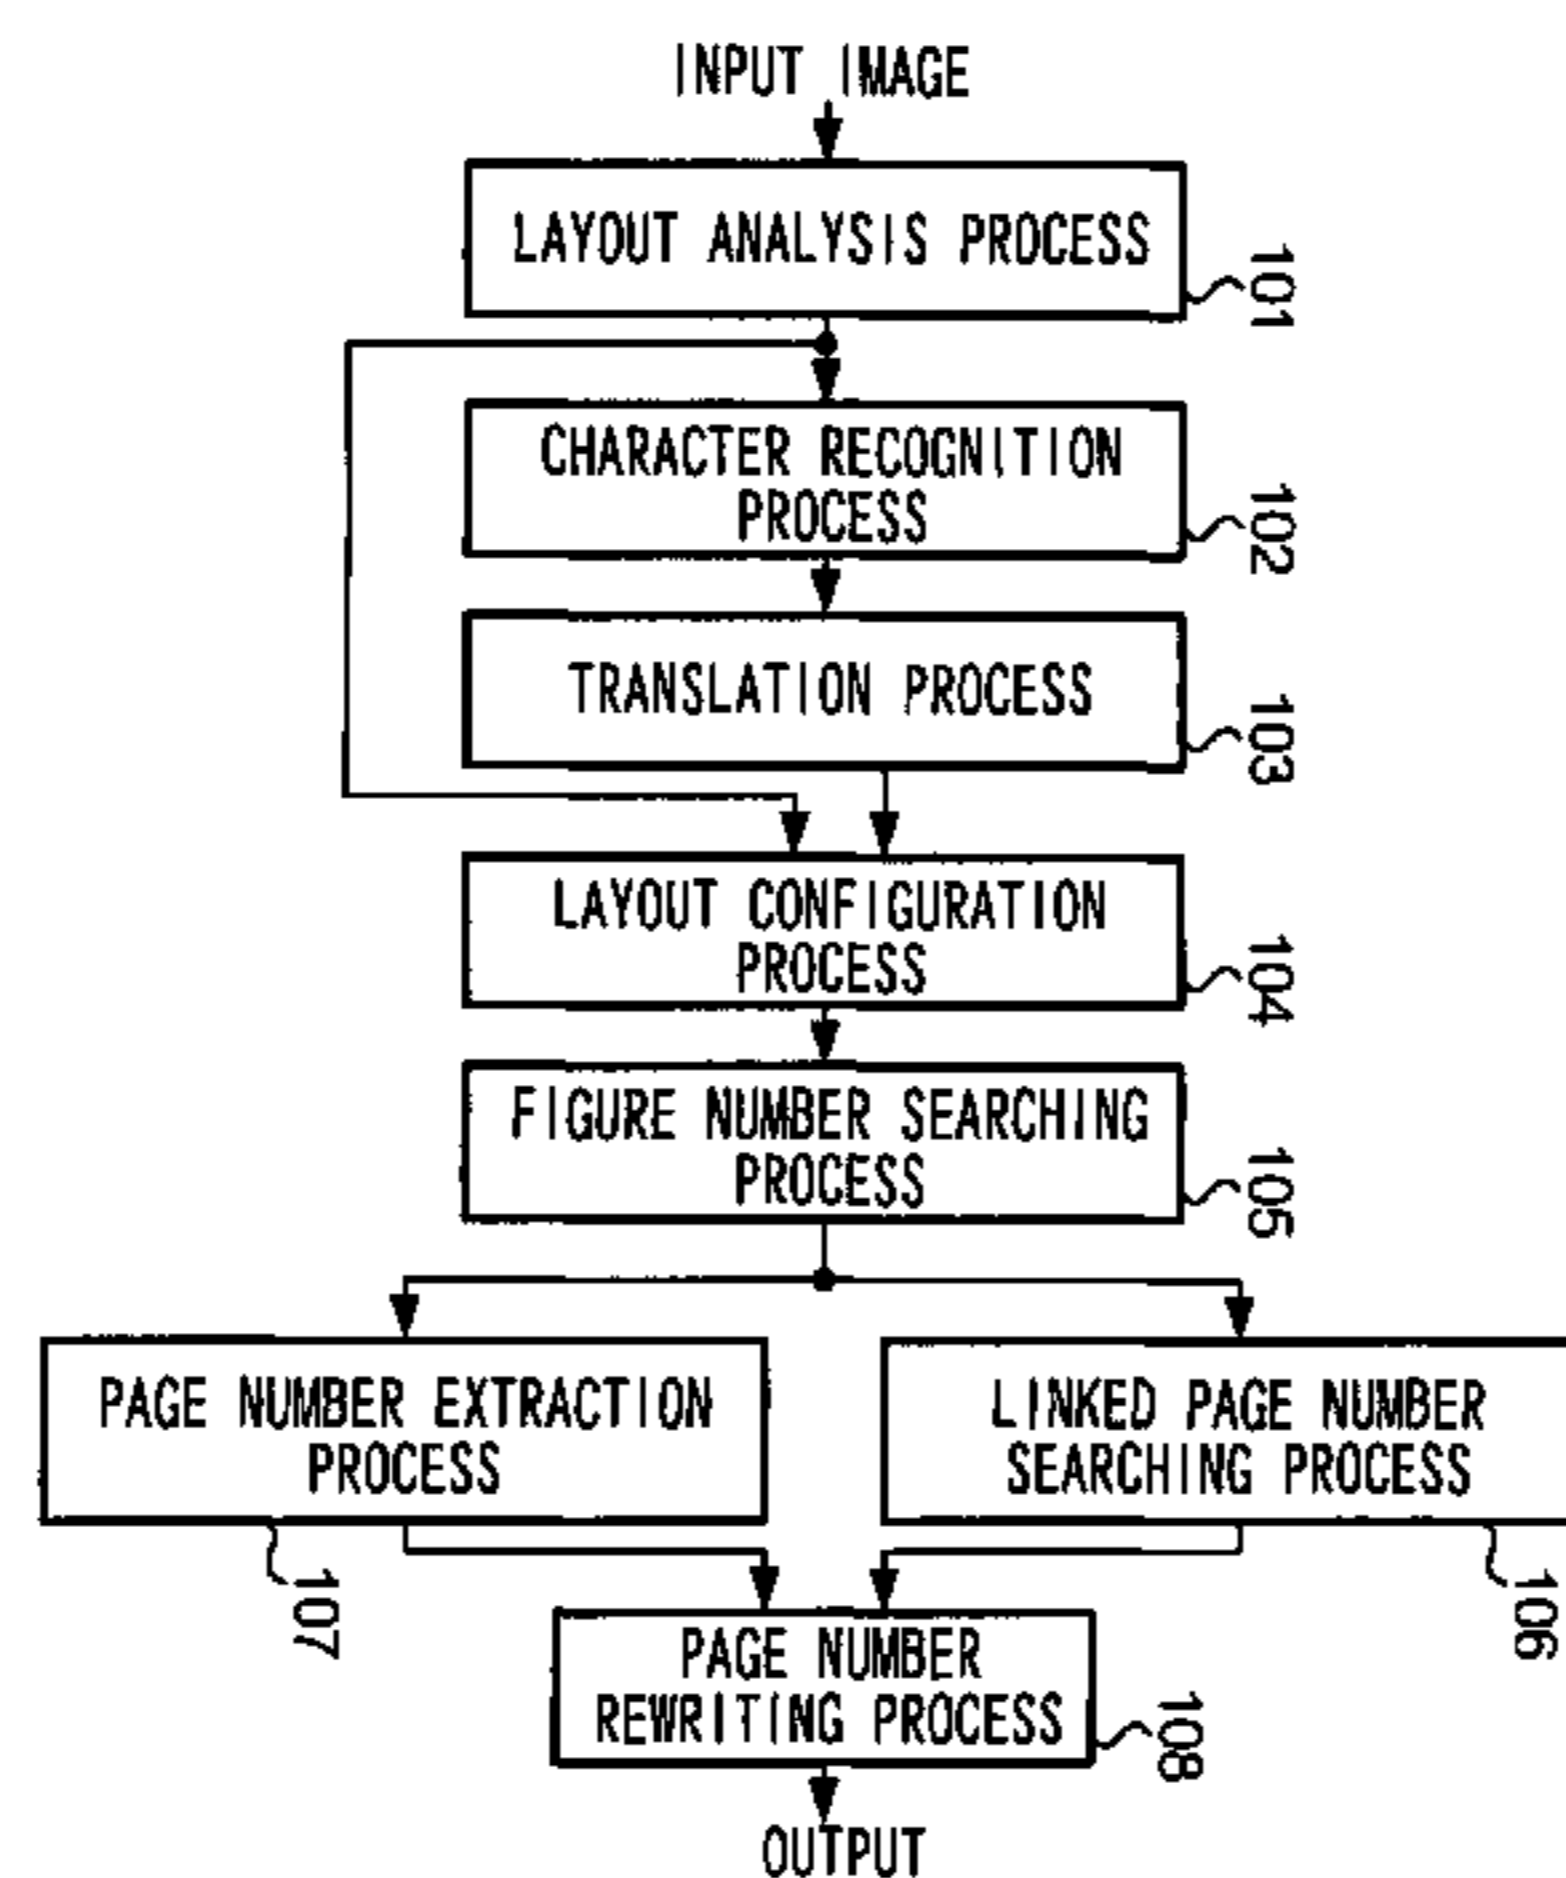 INPUT IMAGE
LAYOUT ANALYSIS PROCESS
101
CHARACTER RECOGNITION
PROCESS
102
TRANSLATION PROCESS
103
LAYOUT CONFIGURATION
PROCESS
104
FIGURE NUMBER SEARCHING
PROCESS
105
PAGE NUMBER EXTRACTION
PROCESS
107
LINKED PAGE NUMBER
SEARCHING PROCESS
106
PAGE NUMBER
REWRITING PROCESS
108
OUTPUT